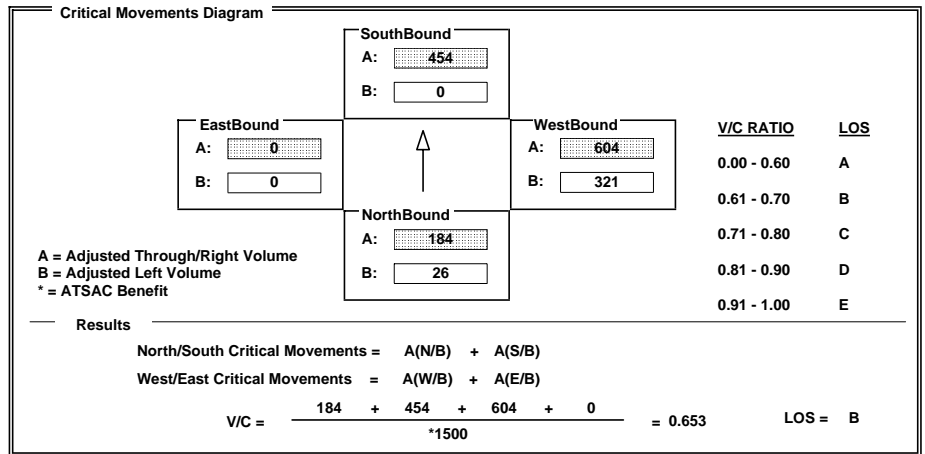 Critical Movements Diagram
SouthBound
A: 454
B: 0
EastBound
A: 0
B: 0
WestBound
A: 604
B: 321
NorthBound
A: 184
B: 26
V/C RATIO LOS
0.00 - 0.60 A
0.61 - 0.70 B
0.71 - 0.80 C
0.81 - 0.90 D
0.91 - 1.00 E
A = Adjusted Through/Right Volume
B = Adjusted Left Volume
* = ATSAC Benefit
Results
North/South Critical Movements = A(N/B) + A(S/B)
West/East Critical Movements = A(W/B) + A(E/B)
V/C = 184 + 454 + 604 + 0 = 0.653 LOS = B
*1500